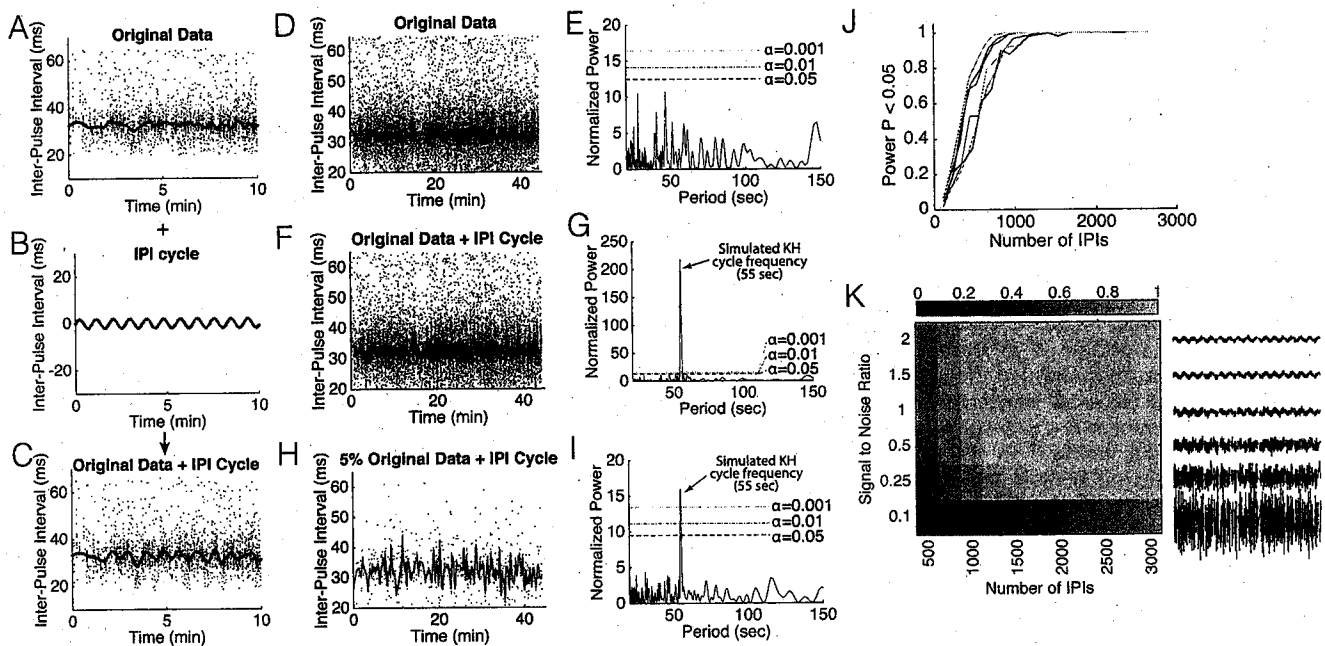 A
Original Data
Inter-Pulse Interval (ms)
60
40
20
0
5
10
Time (min)
+
B
IPI cycle
Inter-Pulse Interval (ms)
20
0
-20
0
5
10
Time (min)
C
Original Data + IPI Cycle
Inter-Pulse Interval (ms)
60
40
20
0
5
10
Time (min)
D
Original Data
Inter-Pulse Interval (ms)
60
50
40
30
20
0
20
40
Time (min)
F
Original Data + IPI Cycle
Inter-Pulse Interval (ms)
60
50
40
30
20
0
20
40
Time (min)
H
5% Original Data + IPI Cycle
Inter-Pulse Interval (ms)
60
50
40
30
20
0
20
40
Time (min)
E
Normalized Power
20
15
10
5
0
α=0.001
α=0.01
α=0.05
50
100
150
Period (sec)
G
Normalized Power
250
200
150
100
50
0
Simulated KH
cycle frequency
(55 sec)
α=0.001
α=0.01
α=0.05
50
100
150
Period (sec)
I
Normalized Power
20
15
10
5
0
Simulated KH
cycle frequency
(55 sec)
α=0.001
α=0.01
α=0.05
50
100
150
Period (sec)
J
Power P < 0.05
1
0.8
0.6
0.4
0.2
0
0
1000
2000
3000
Number of IPIs
K
0
0.2
0.4
0.6
0.8
1
Signal to Noise Ratio
2
1.5
1
0.5
0.25
0.1
500
1000
1500
2000
2500
3000
Number of IPIs